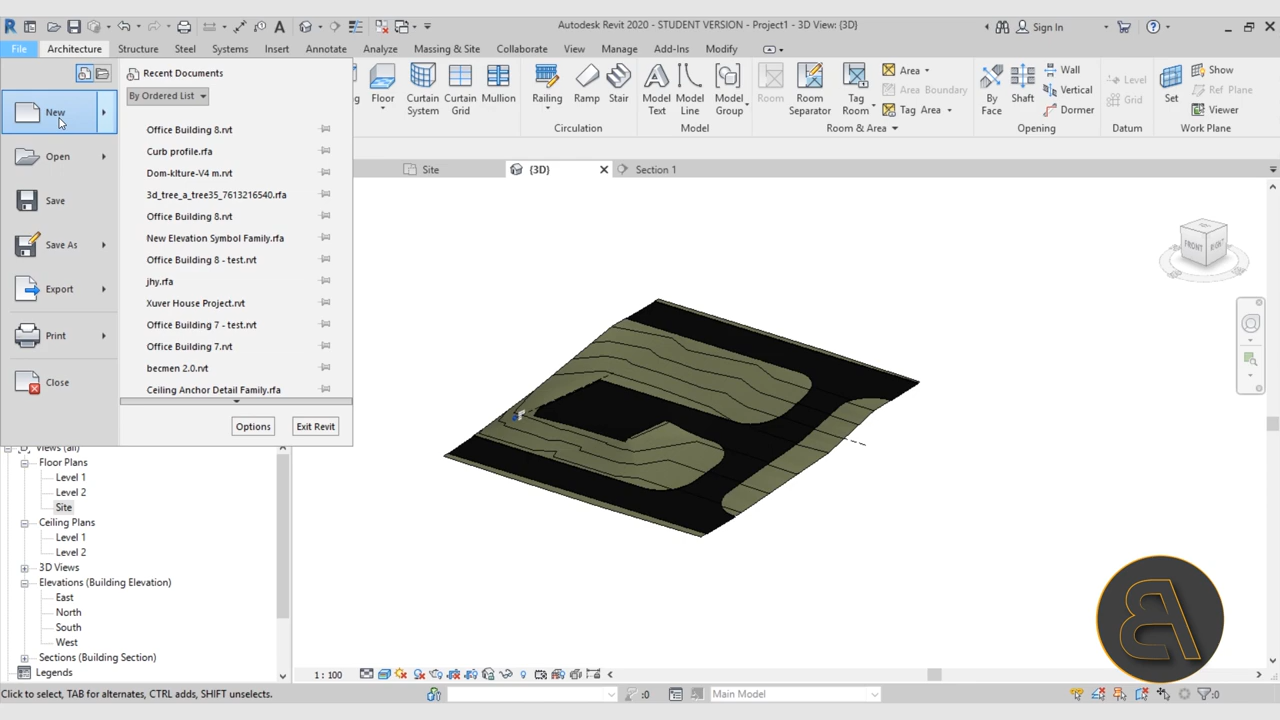 Autodesk Revit 2020 - STUDENT VERSION - Project1 - 3D View: {3D}
Sign In
File Architecture Structure Steel Systems Insert Annotate Analyze Massing & Site Collaborate View Manage Add-Ins Modify
Recent Documents
By Ordered List
New
Open
Save
Save As
Export
Print
Close
Office Building 8.rvt
Curb profile.rfa
Dom-klture-V4 m.rvt
3d_tree_a_tree35_7613216540.rfa
Office Building 8.rvt
New Elevation Symbol Family.rfa
Office Building 8 - test.rvt
jhy.rfa
Xuver House Project.rvt
Office Building 7 - test.rvt
Office Building 7.rvt
becmen 2.0.rvt
Ceiling Anchor Detail Family.rfa
Options Exit Revit
Floor
Curtain System
Curtain Grid
Mullion
Railing
Ramp
Stair
Circulation
Model Text
Model Line
Model Group
Model
Room
Room Separator
Tag Room
Area
Area Boundary
Tag Area
Room & Area
By Face
Shaft
Wall
Vertical
Dormer
Opening
Level
Grid
Datum
Set
Show
Ref Plane
Viewer
Work Plane
Site
{3D}
Section 1
FRONT
Views (all)
Floor Plans
Level 1
Level 2
Site
Ceiling Plans
Level 1
Level 2
3D Views
Elevations (Building Elevation)
East
North
South
West
Sections (Building Section)
Legends
1 : 100
Click to select, TAB for alternates, CTRL adds, SHIFT unselects.
:0
Main Model
:0